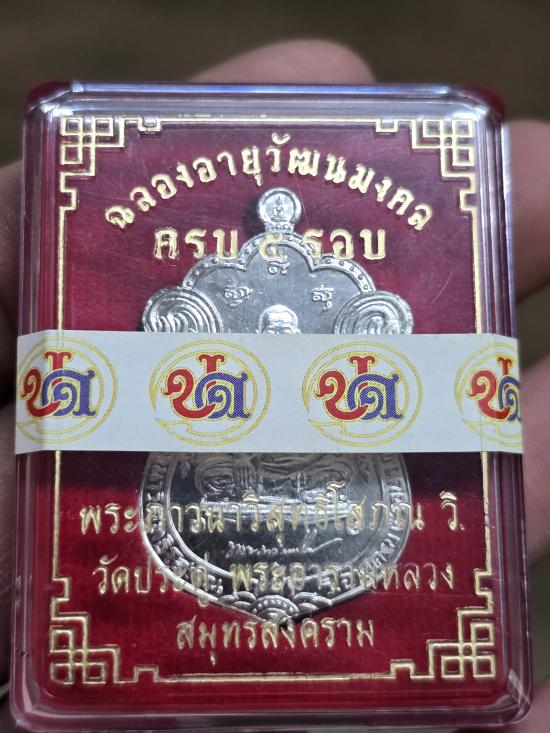 ฉลองอายุวัฒนมงคล
ครบ ๕ รอบ
พระภาวนาวิสุทธิโสภณ วิ.
วัดประดู่ พระอารามหลวง
สมุทรสงคราม